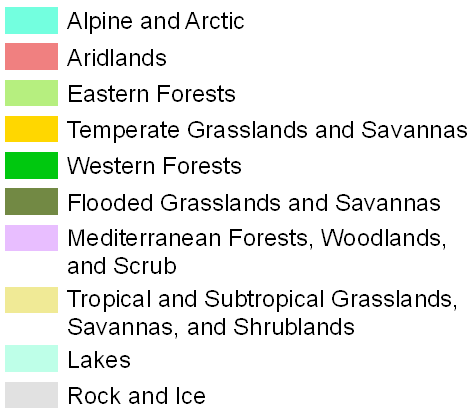 Alpine and Arctic
Aridlands
Eastern Forests
Temperate Grasslands and Savannas
Western Forests
Flooded Grasslands and Savannas
Mediterranean Forests, Woodlands,
and Scrub
Tropical and Subtropical Grasslands,
Savannas, and Shrublands
Lakes
Rock and Ice